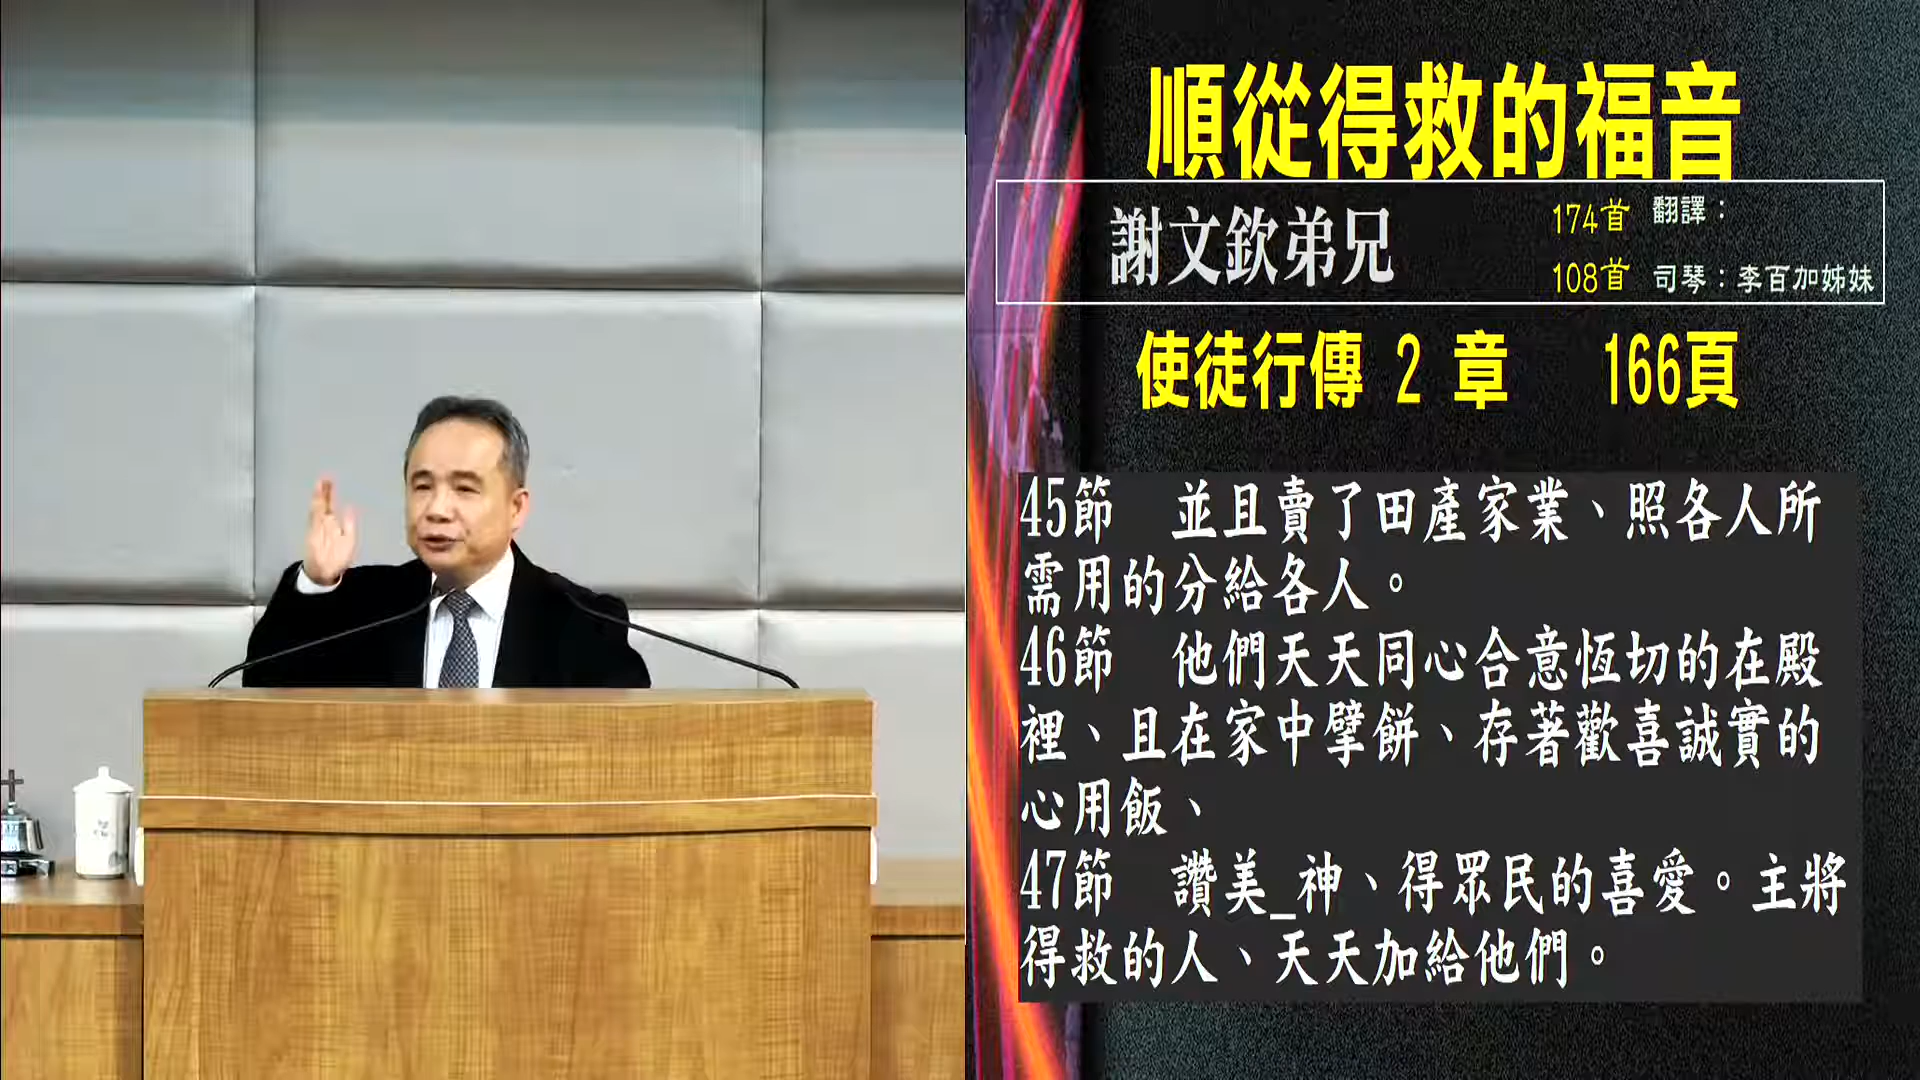 順從得救的福音
謝文欽弟兄
174首 翻譯：
108首 司琴：李百加姊妹
使徒行傳 2 章 166頁
45節 並且賣了田產家業、照各人所
需用的分給各人。
46節 他們天天同心合意恆切的在殿
裡、且在家中擘餅、存著歡喜誠實的
心用飯、
47節 讚美_神、得眾民的喜愛。主將
得救的人、天天加給他們。